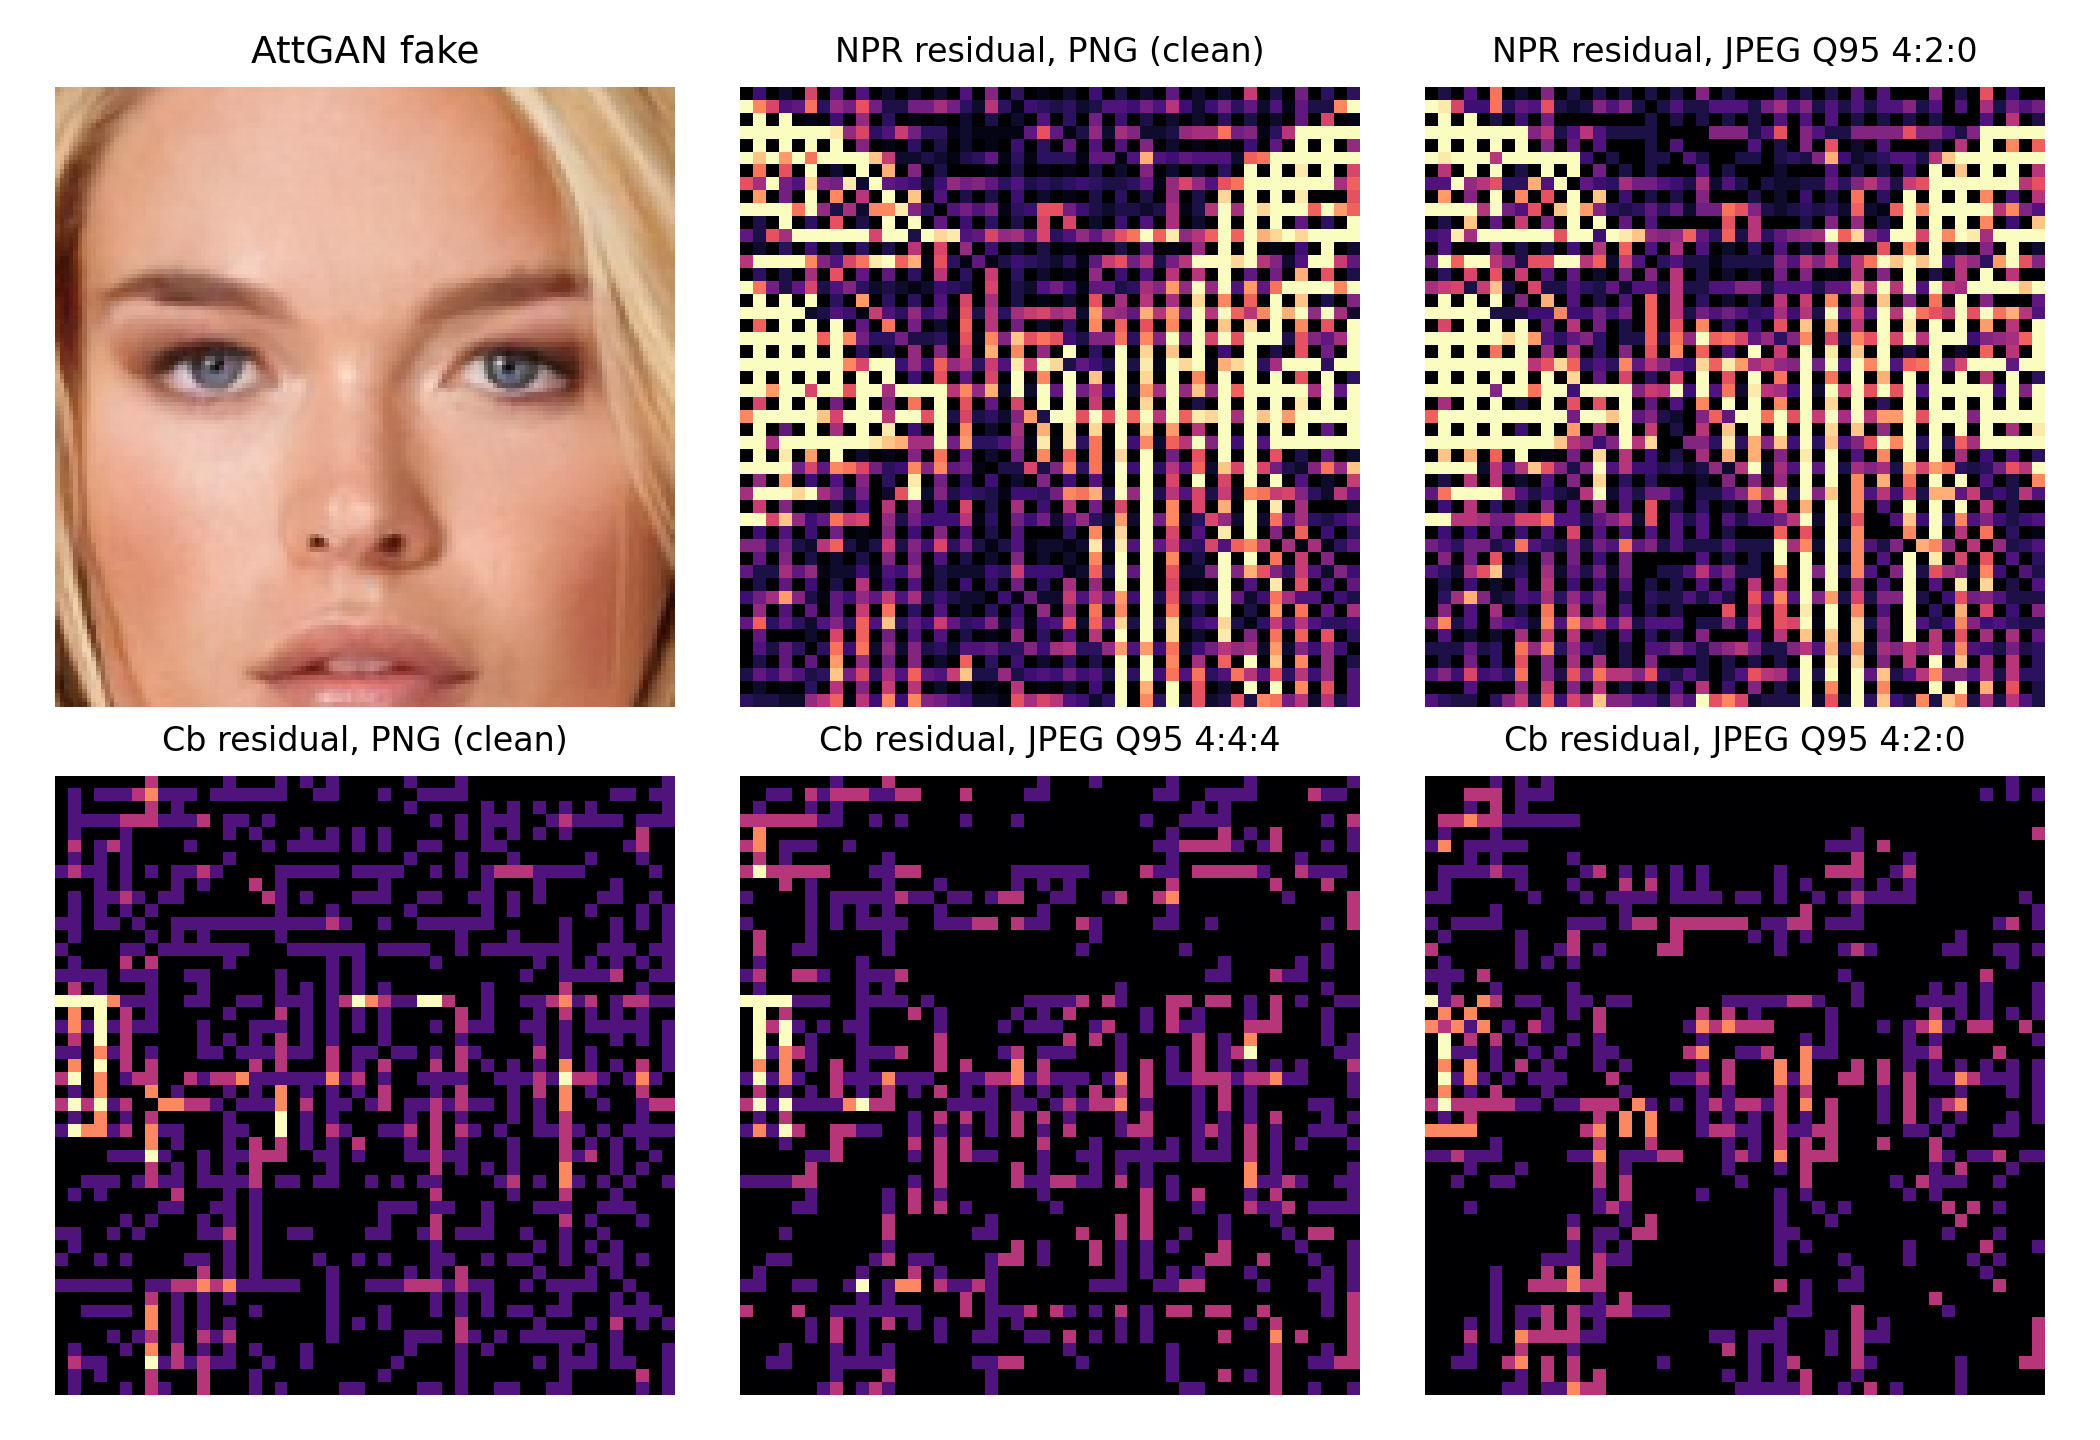 AttGAN fake
NPR residual, PNG (clean)
NPR residual, JPEG Q95 4:2:0
Cb residual, PNG (clean)
Cb residual, JPEG Q95 4:4:4
Cb residual, JPEG Q95 4:2:0